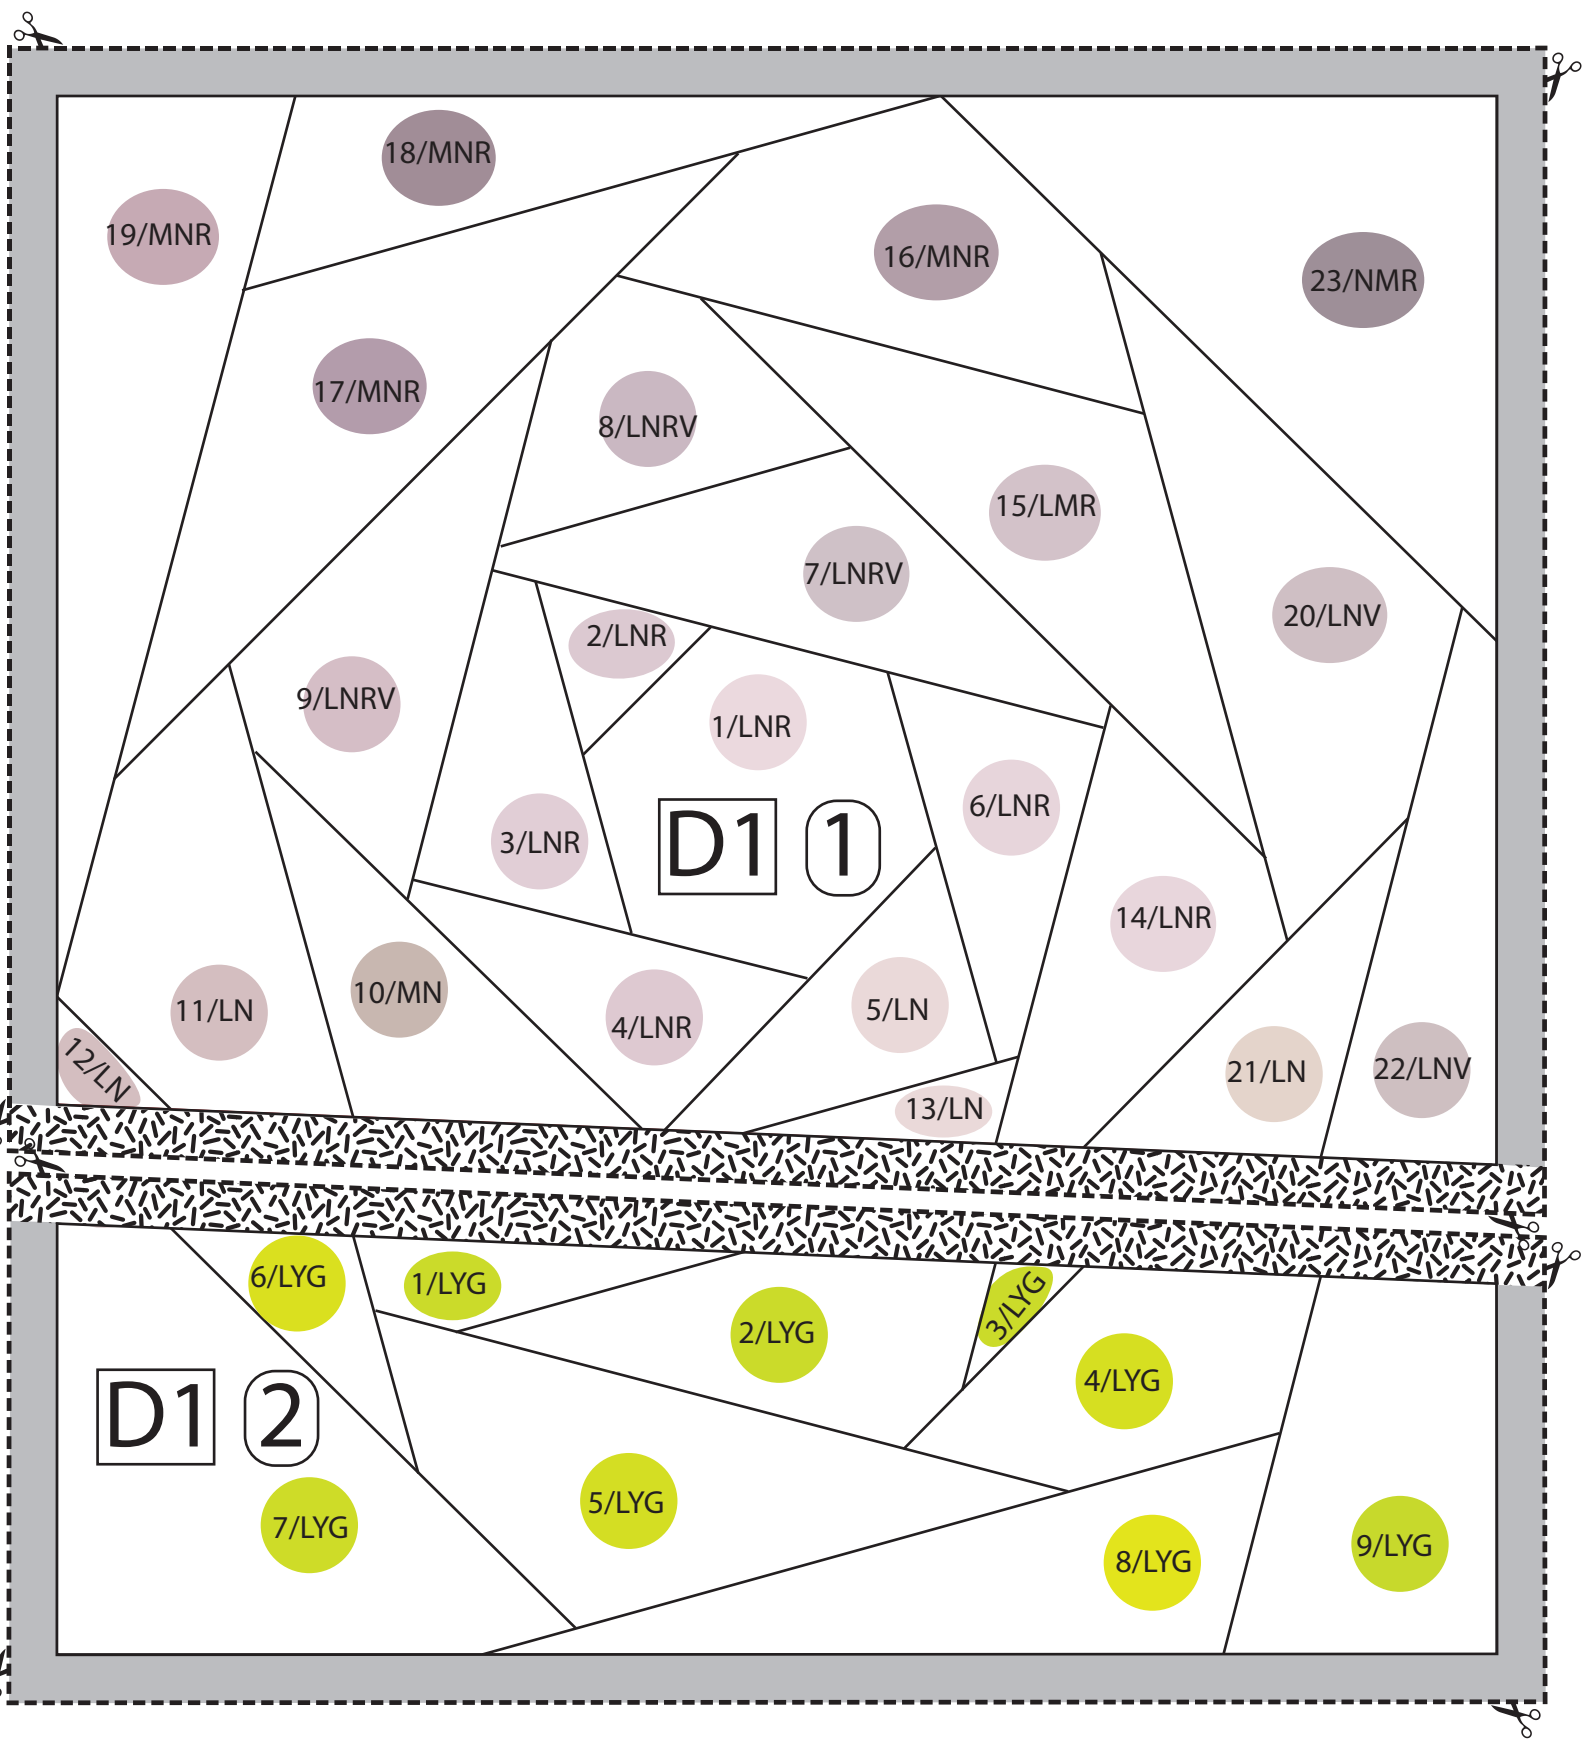 18/MNR
19/MNR
16/MNR
23/NMR
17/MNR
8/LNRV
15/LMR
7/LNRV
20/LNV
2/LNR
9/LNRV
1/LNR
6/LNR
3/LNR
D1 1
14/LNR
10/MN
11/LN
5/LN
4/LNR
12/LN
21/LN
22/LNV
13/LN
6/LYG
1/LYG
3/LYG
2/LYG
4/LYG
D1 2
5/LYG
7/LYG
9/LYG
8/LYG